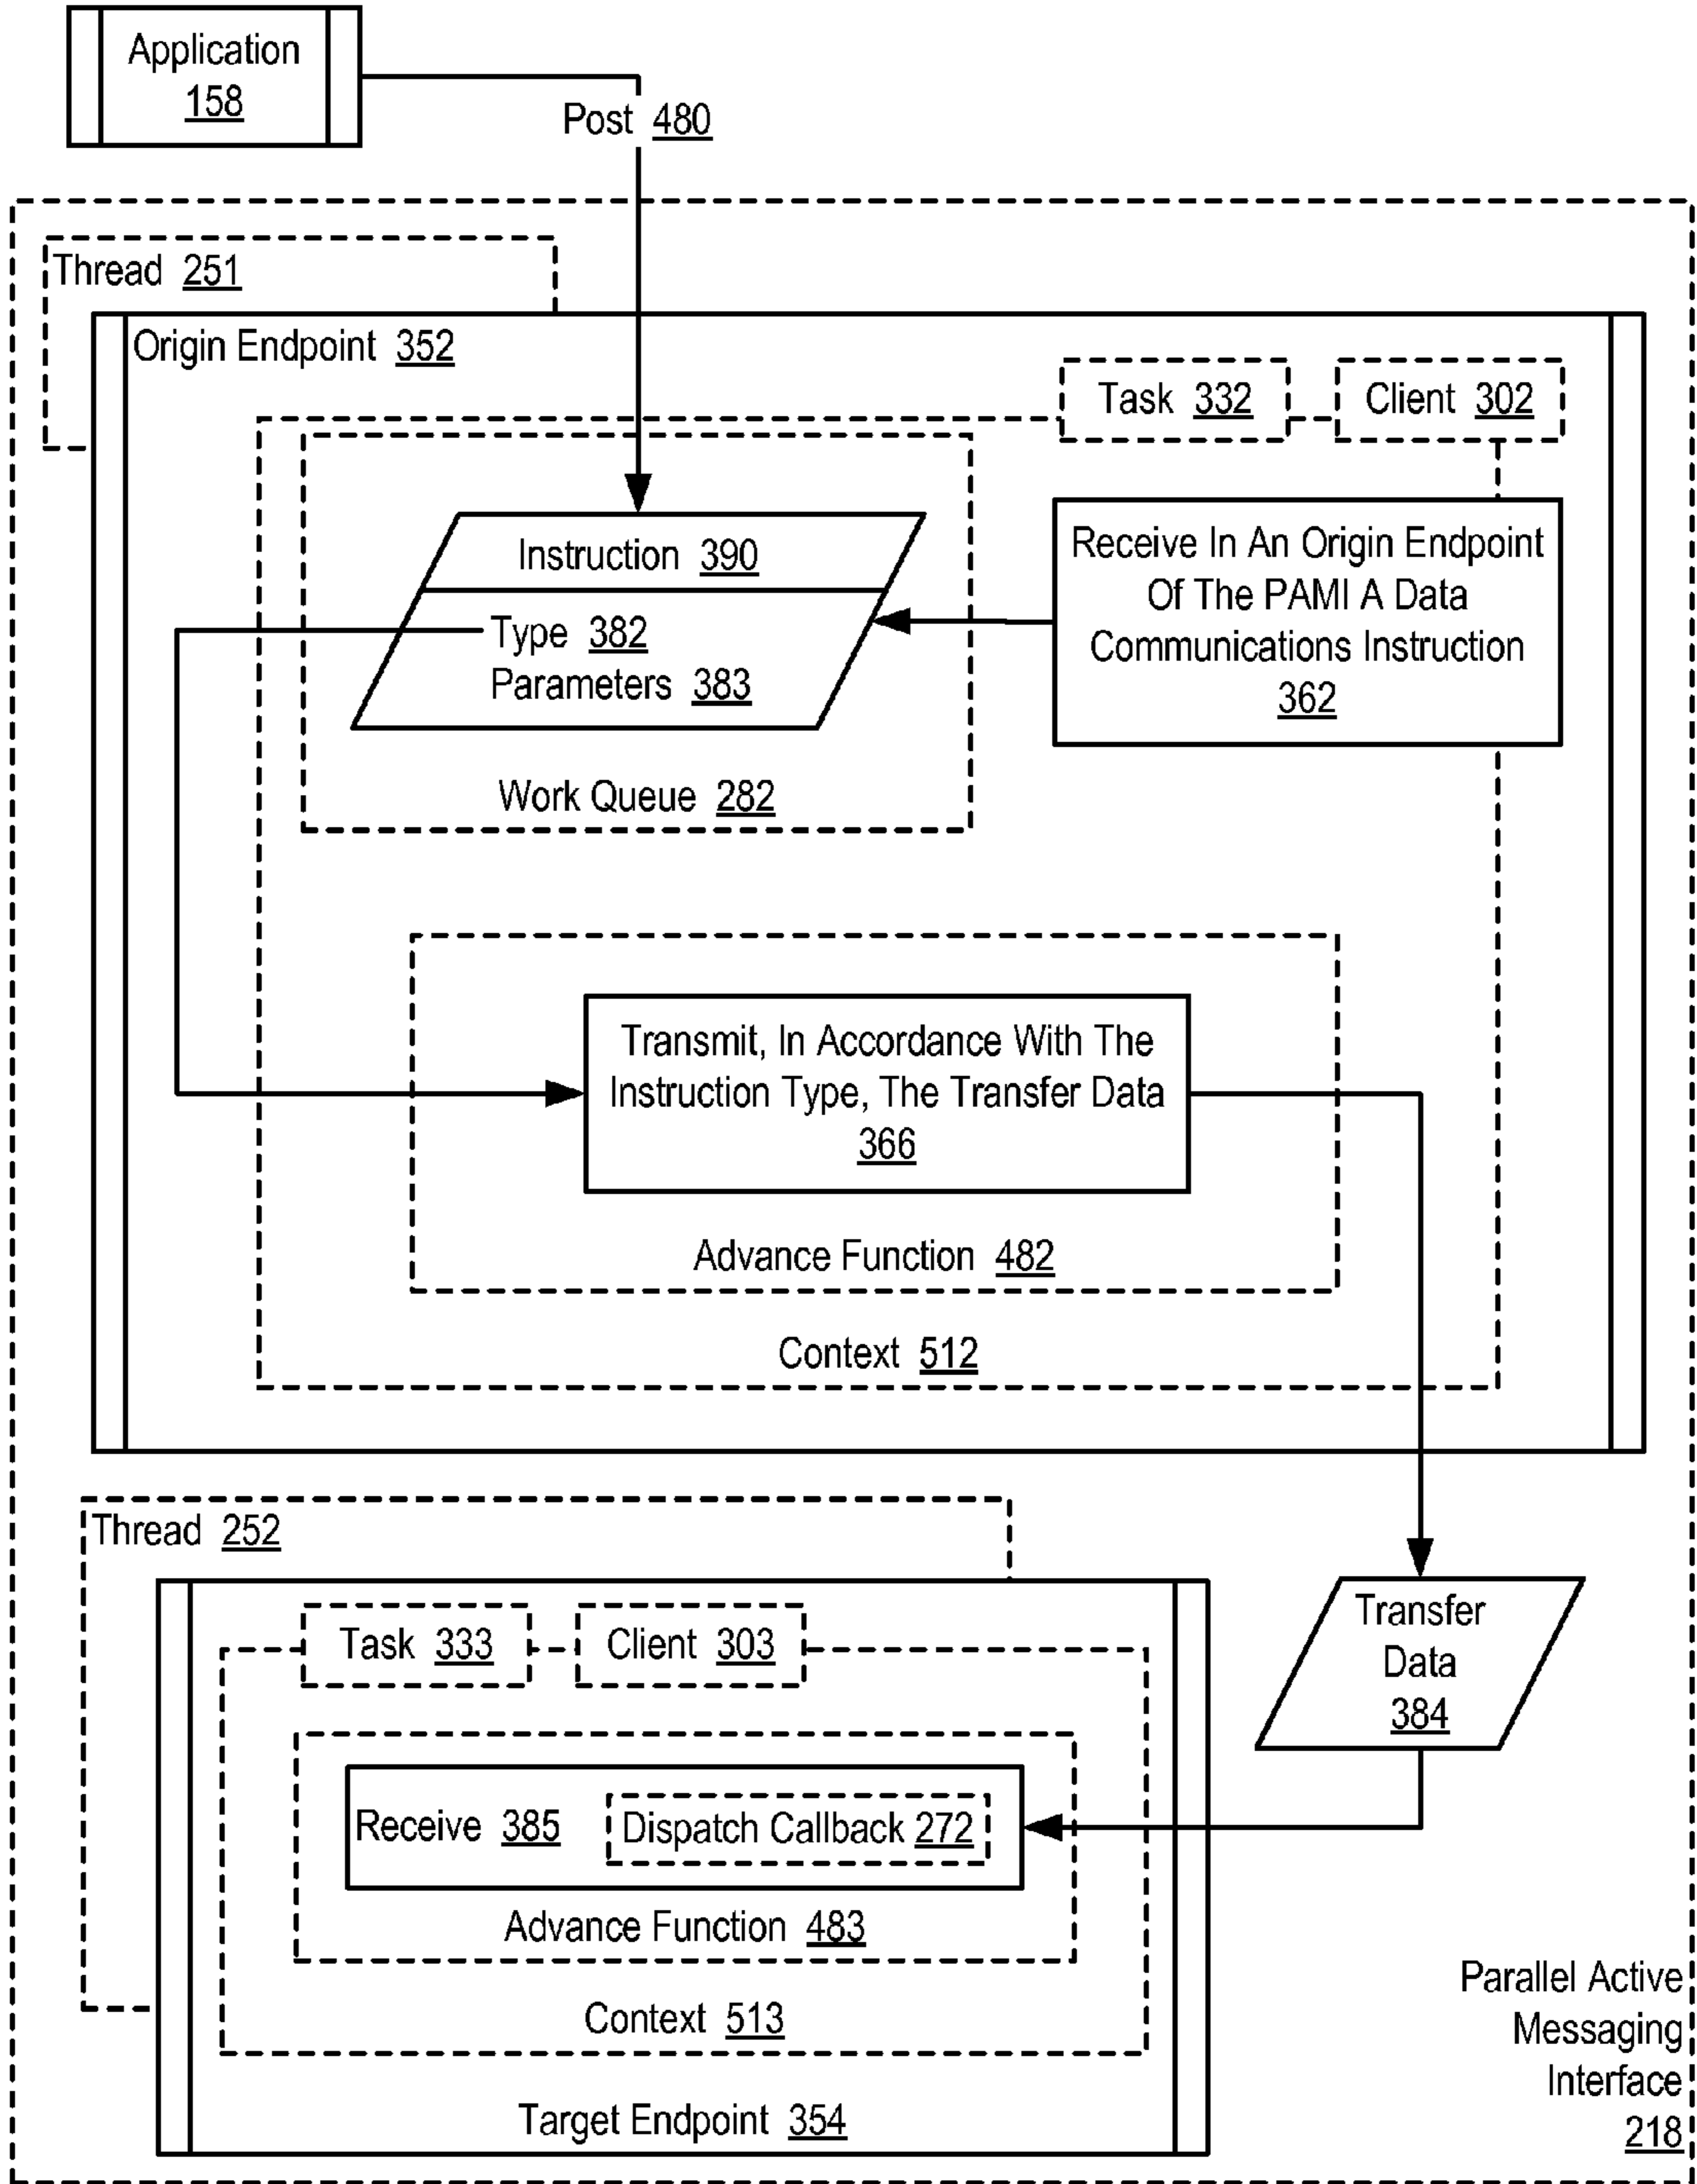 Application
158
Post 480
Thread 251
Origin Endpoint 352
Task 332
Client 302
Instruction 390
Type 382
Parameters 383
Work Queue 282
Receive In An Origin Endpoint
Of The PAMI A Data
Communications Instruction
362
Transmit, In Accordance With The
Instruction Type, The Transfer Data
366
Advance Function 482
Context 512
Thread 252
Task 333
Client 303
Receive 385
Dispatch Callback 272
Advance Function 483
Context 513
Target Endpoint 354
Transfer
Data
384
Parallel Active
Messaging
Interface
218